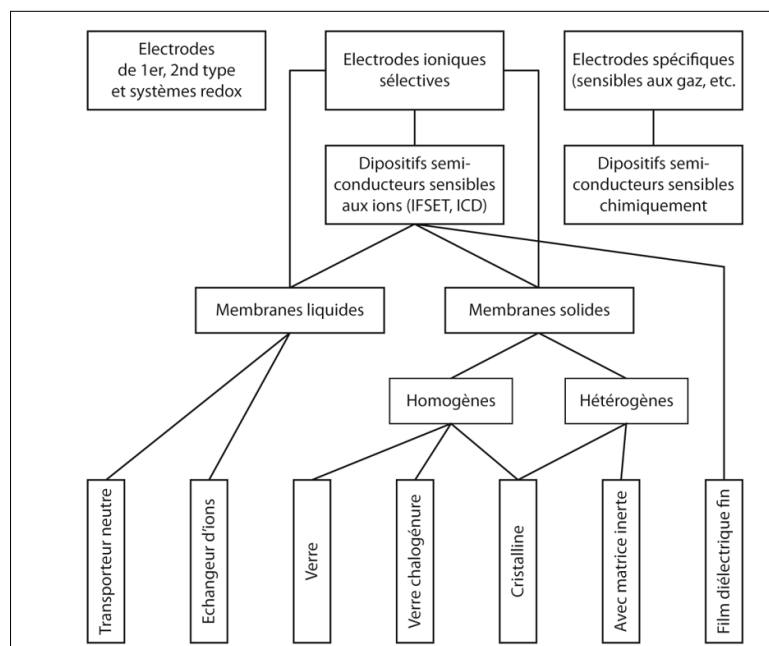 Electrodes
de 1er, 2nd type
et systèmes redox
Electrodes ioniques
sélectives
Electrodes spécifiques
(sensibles aux gaz, etc.
Dipositifs semi-
conducteurs sensibles
aux ions (IFSET, ICD)
Dipositifs semi-
conducteurs sensibles
chimiquement
Membranes liquides
Membranes solides
Homogènes
Hétérogènes
Transporteur neutre
Echangeur d'ions
Verre
Verre chalogénure
Cristalline
Avec matrice inerte
Film diélectrique fin